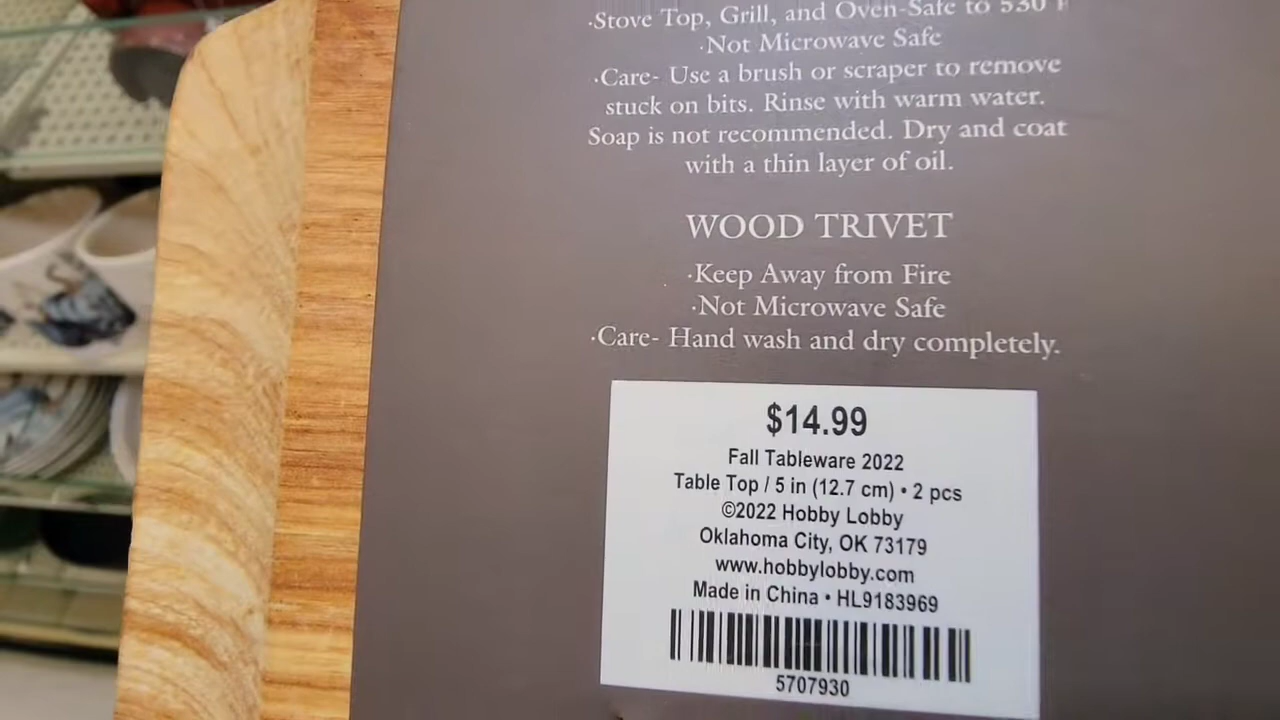 ·Stove Top, Grill, and Oven-Safe to 530 F
·Not Microwave Safe
·Care- Use a brush or scraper to remove
stuck on bits. Rinse with warm water.
Soap is not recommended. Dry and coat
with a thin layer of oil.
WOOD TRIVET
·Keep Away from Fire
·Not Microwave Safe
·Care- Hand wash and dry completely.
$14.99
Fall Tableware 2022
Table Top / 5 in (12.7 cm) • 2 pcs
©2022 Hobby Lobby
Oklahoma City, OK 73179
www.hobbylobby.com
Made in China • HL9183969
5707930